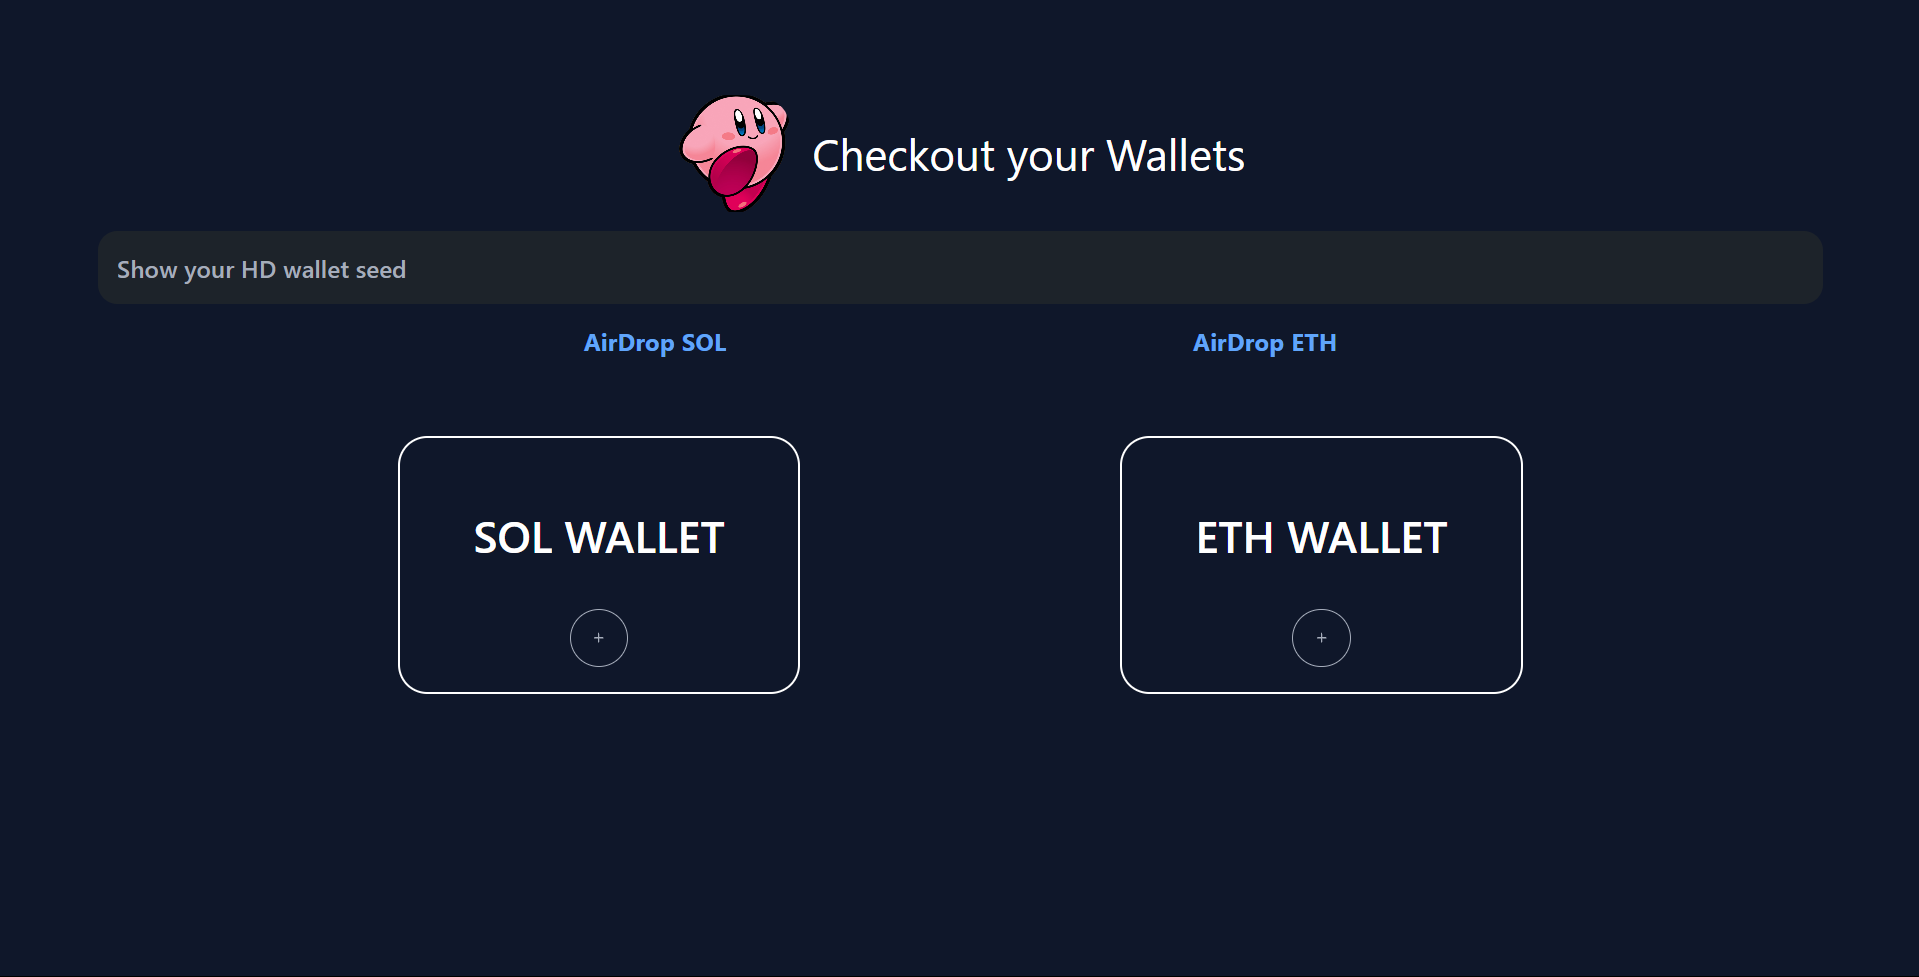 Checkout your Wallets
Show your HD wallet seed
AirDrop SOL
AirDrop ETH
SOL WALLET
ETH WALLET
+
+